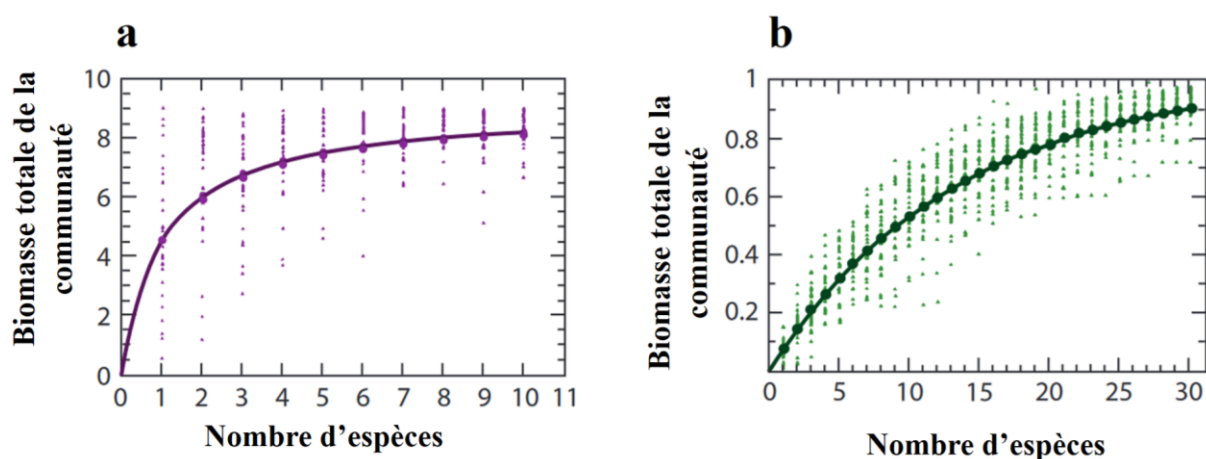 a
Biomasse totale de la
communauté
10
8
6
4
2
0
0 1 2 3 4 5 6 7 8 9 10 11
Nombre d’espèces
b
Biomasse totale de la
communauté
1
0.8
0.6
0.4
0.2
0 5 10 15 20 25 30
Nombre d’espèces